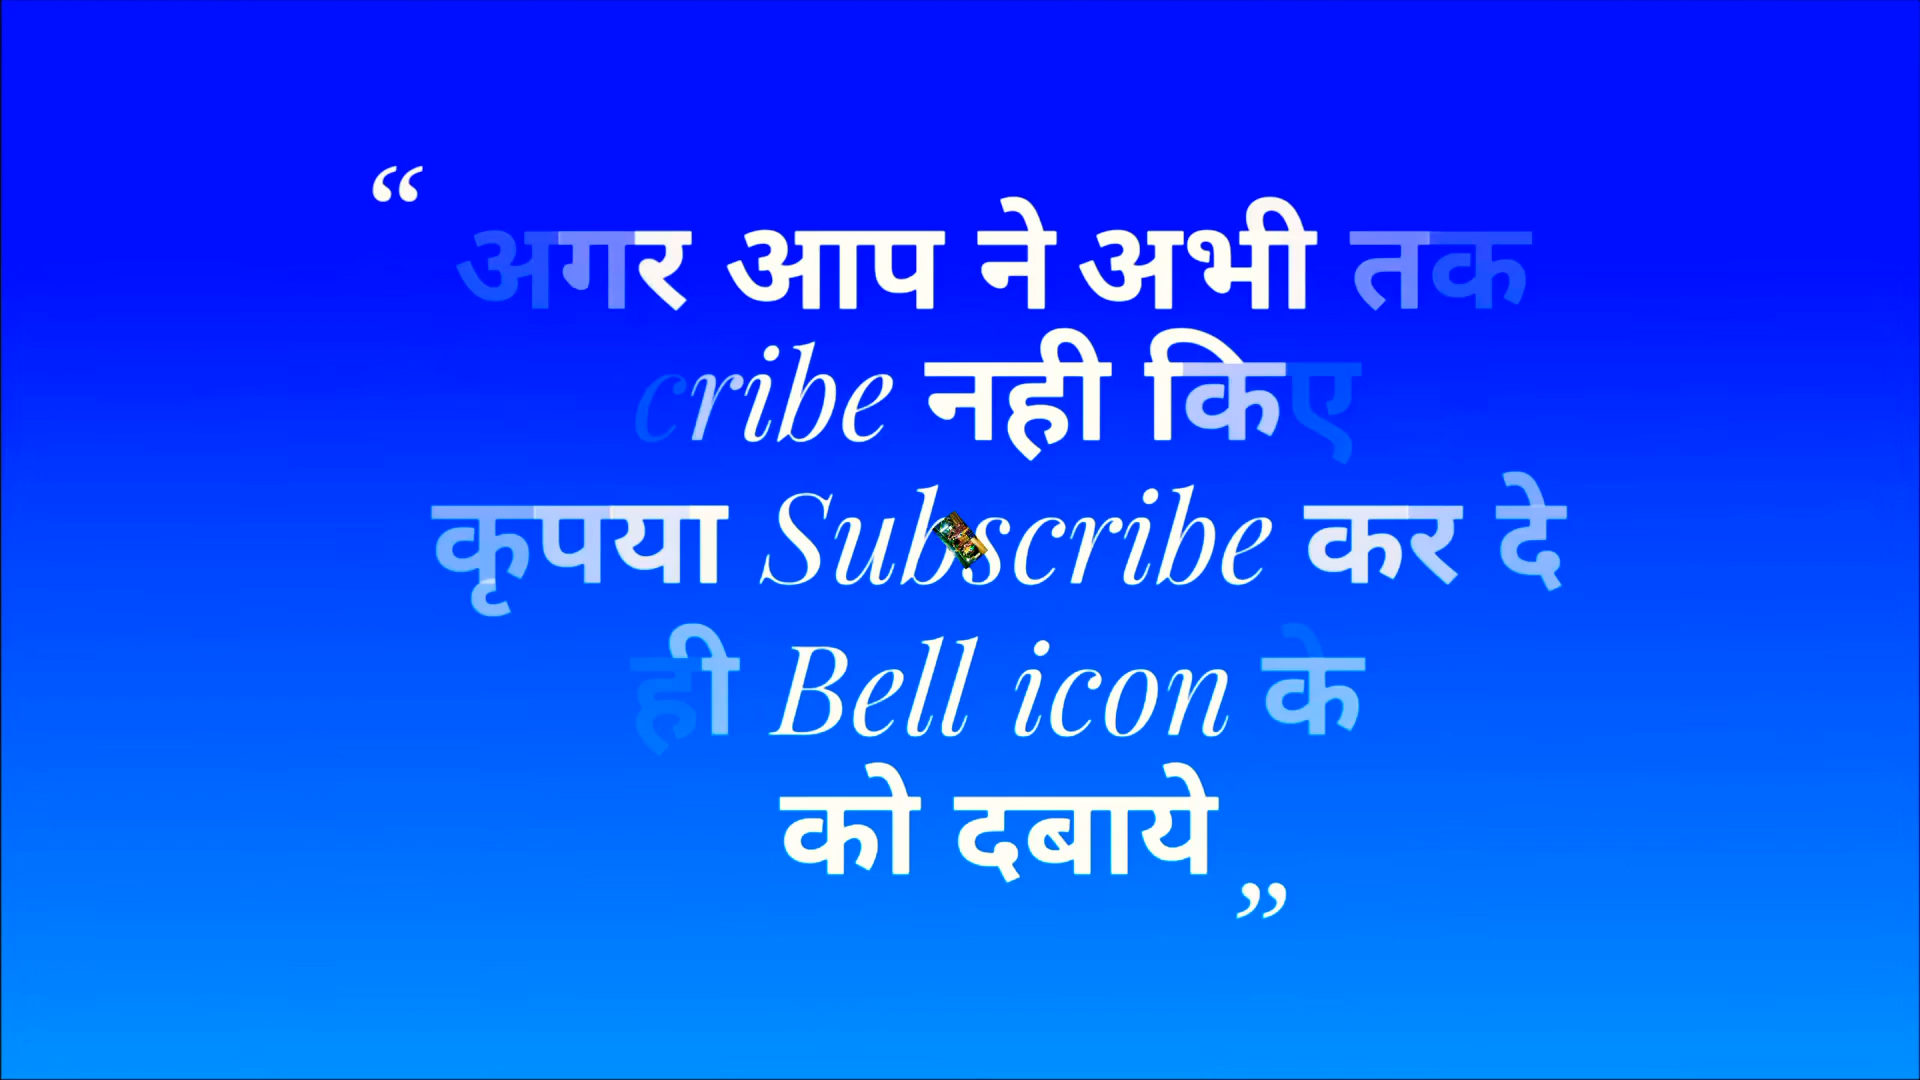 “ अगर आप ने अभी तक
cribe नही किए
कृपया Subscribe कर दे
ही Bell icon के
को दबाये ”